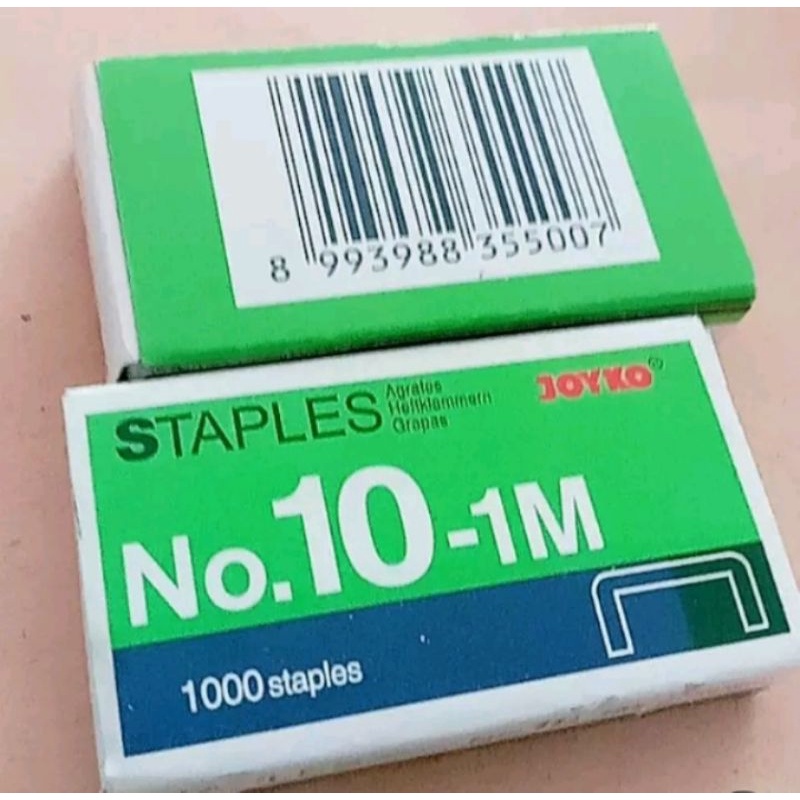 8 993988 355007
STAPLES
Agrafes
Heftklammern
Grapas
JOYKO®
No.10-1M
1000 staples